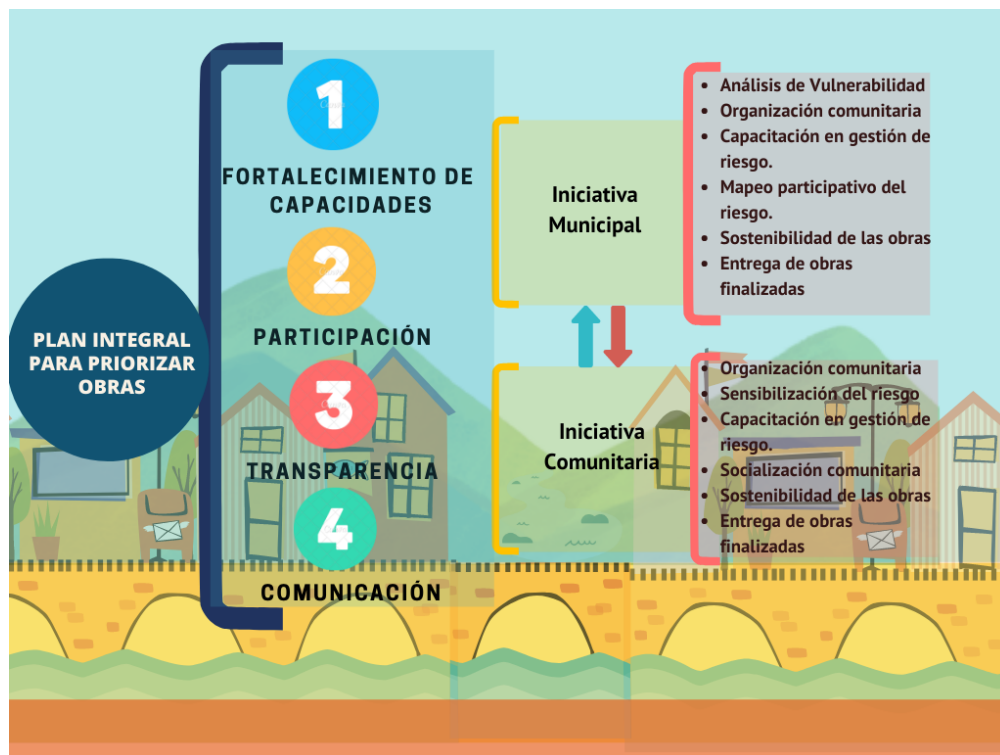 PLAN INTEGRAL
PARA PRIORIZAR
OBRAS
1
FORTALECIMIENTO DE
CAPACIDADES
2
PARTICIPACIÓN
3
TRANSPARENCIA
4
COMUNICACIÓN
Iniciativa
Municipal
• Análisis de Vulnerabilidad
• Organización comunitaria
• Capacitación en gestión de
riesgo.
• Mapeo participativo del
riesgo.
• Sostenibilidad de las obras
• Entrega de obras
finalizadas
Iniciativa
Comunitaria
• Organización comunitaria
• Sensibilización del riesgo
• Capacitación en gestión de
riesgo.
• Socialización comunitaria
• Sostenibilidad de las obras
• Entrega de obras
finalizadas